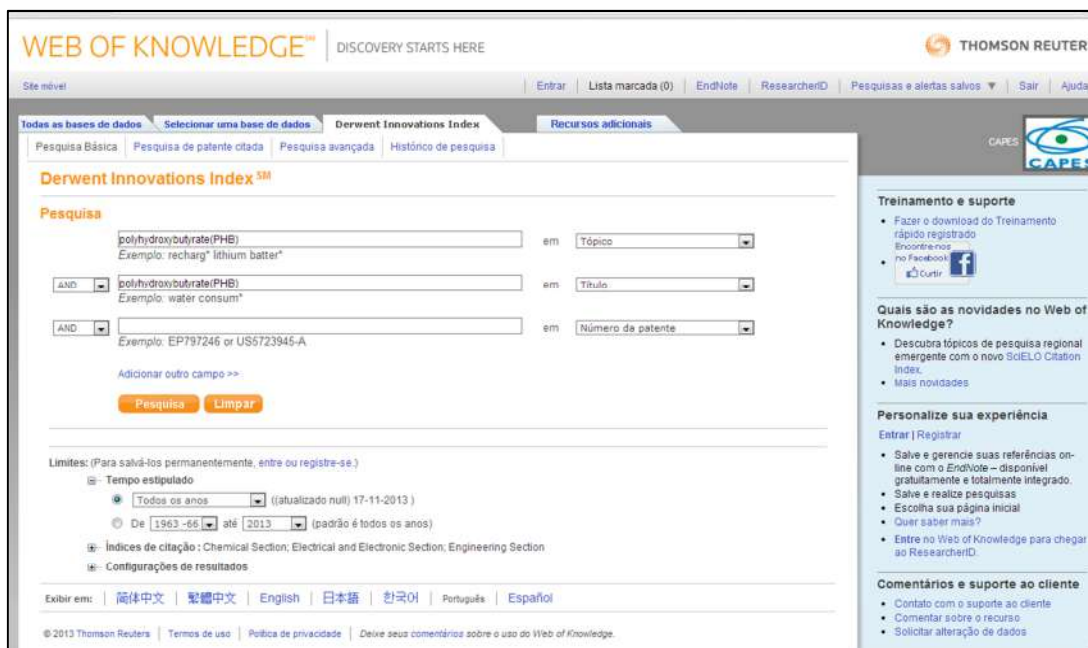 WEB OF KNOWLEDGE℠ DISCOVERY STARTS HERE
THOMSON REUTER
Site móvel
Entrar Lista marcada (0) EndNote ResearcherID Pesquisas e alertas salvos ▼ Sair Ajuda
Todas as bases de dados Selecionar uma base de dados Derwent Innovations Index Recursos adicionais
Pesquisa Básica Pesquisa de patente citada Pesquisa avançada Histórico de pesquisa
CAPES
CAPES
Derwent Innovations Index SM
Pesquisa
polyhydroxybutyrate(PHB) em Tópico
Exemplo: recharg* lithium batter*
AND polyhydroxybutyrate(PHB) em Título
Exemplo: water consum*
AND em Número da patente
Exemplo: EP797246 or US5723945-A
Adicionar outro campo >>
Pesquisa Limpar
Limites: (Para salvá-los permanentemente, entre ou registre-se.)
Tempo estipulado
Todos os anos ((atualizado null) 17-11-2013 )
De 1963 -66 até 2013 (padrão é todos os anos)
Índices de citação : Chemical Section; Electrical and Electronic Section; Engineering Section
Configurações de resultados
Exibir em: | 简体中文 | 繁體中文 | English | 日本語 | 한국어 | Português | Español
© 2013 Thomson Reuters | Termos de uso | Política de privacidade | Deixe seus comentários sobre o uso do Web of Knowledge.
Treinamento e suporte
• Fazer o download do Treinamento
rápido registrado
• Encontre-nos
no Facebook
Curtir
Quais são as novidades no Web of
Knowledge?
• Descubra tópicos de pesquisa regional
emergente com o novo SciELO Citation
Index.
• Mais novidades
Personalize sua experiência
Entrar | Registrar
• Salve e gerencie suas referências on-
line com o EndNote – disponível
gratuitamente e totalmente integrado.
• Salve e realize pesquisas
• Escolha sua página inicial
• Quer saber mais?
• Entre no Web of Knowledge para chegar
ao ResearcherID.
Comentários e suporte ao cliente
• Contato com o suporte ao cliente
• Comentar sobre o recurso
• Solicitar alteração de dados